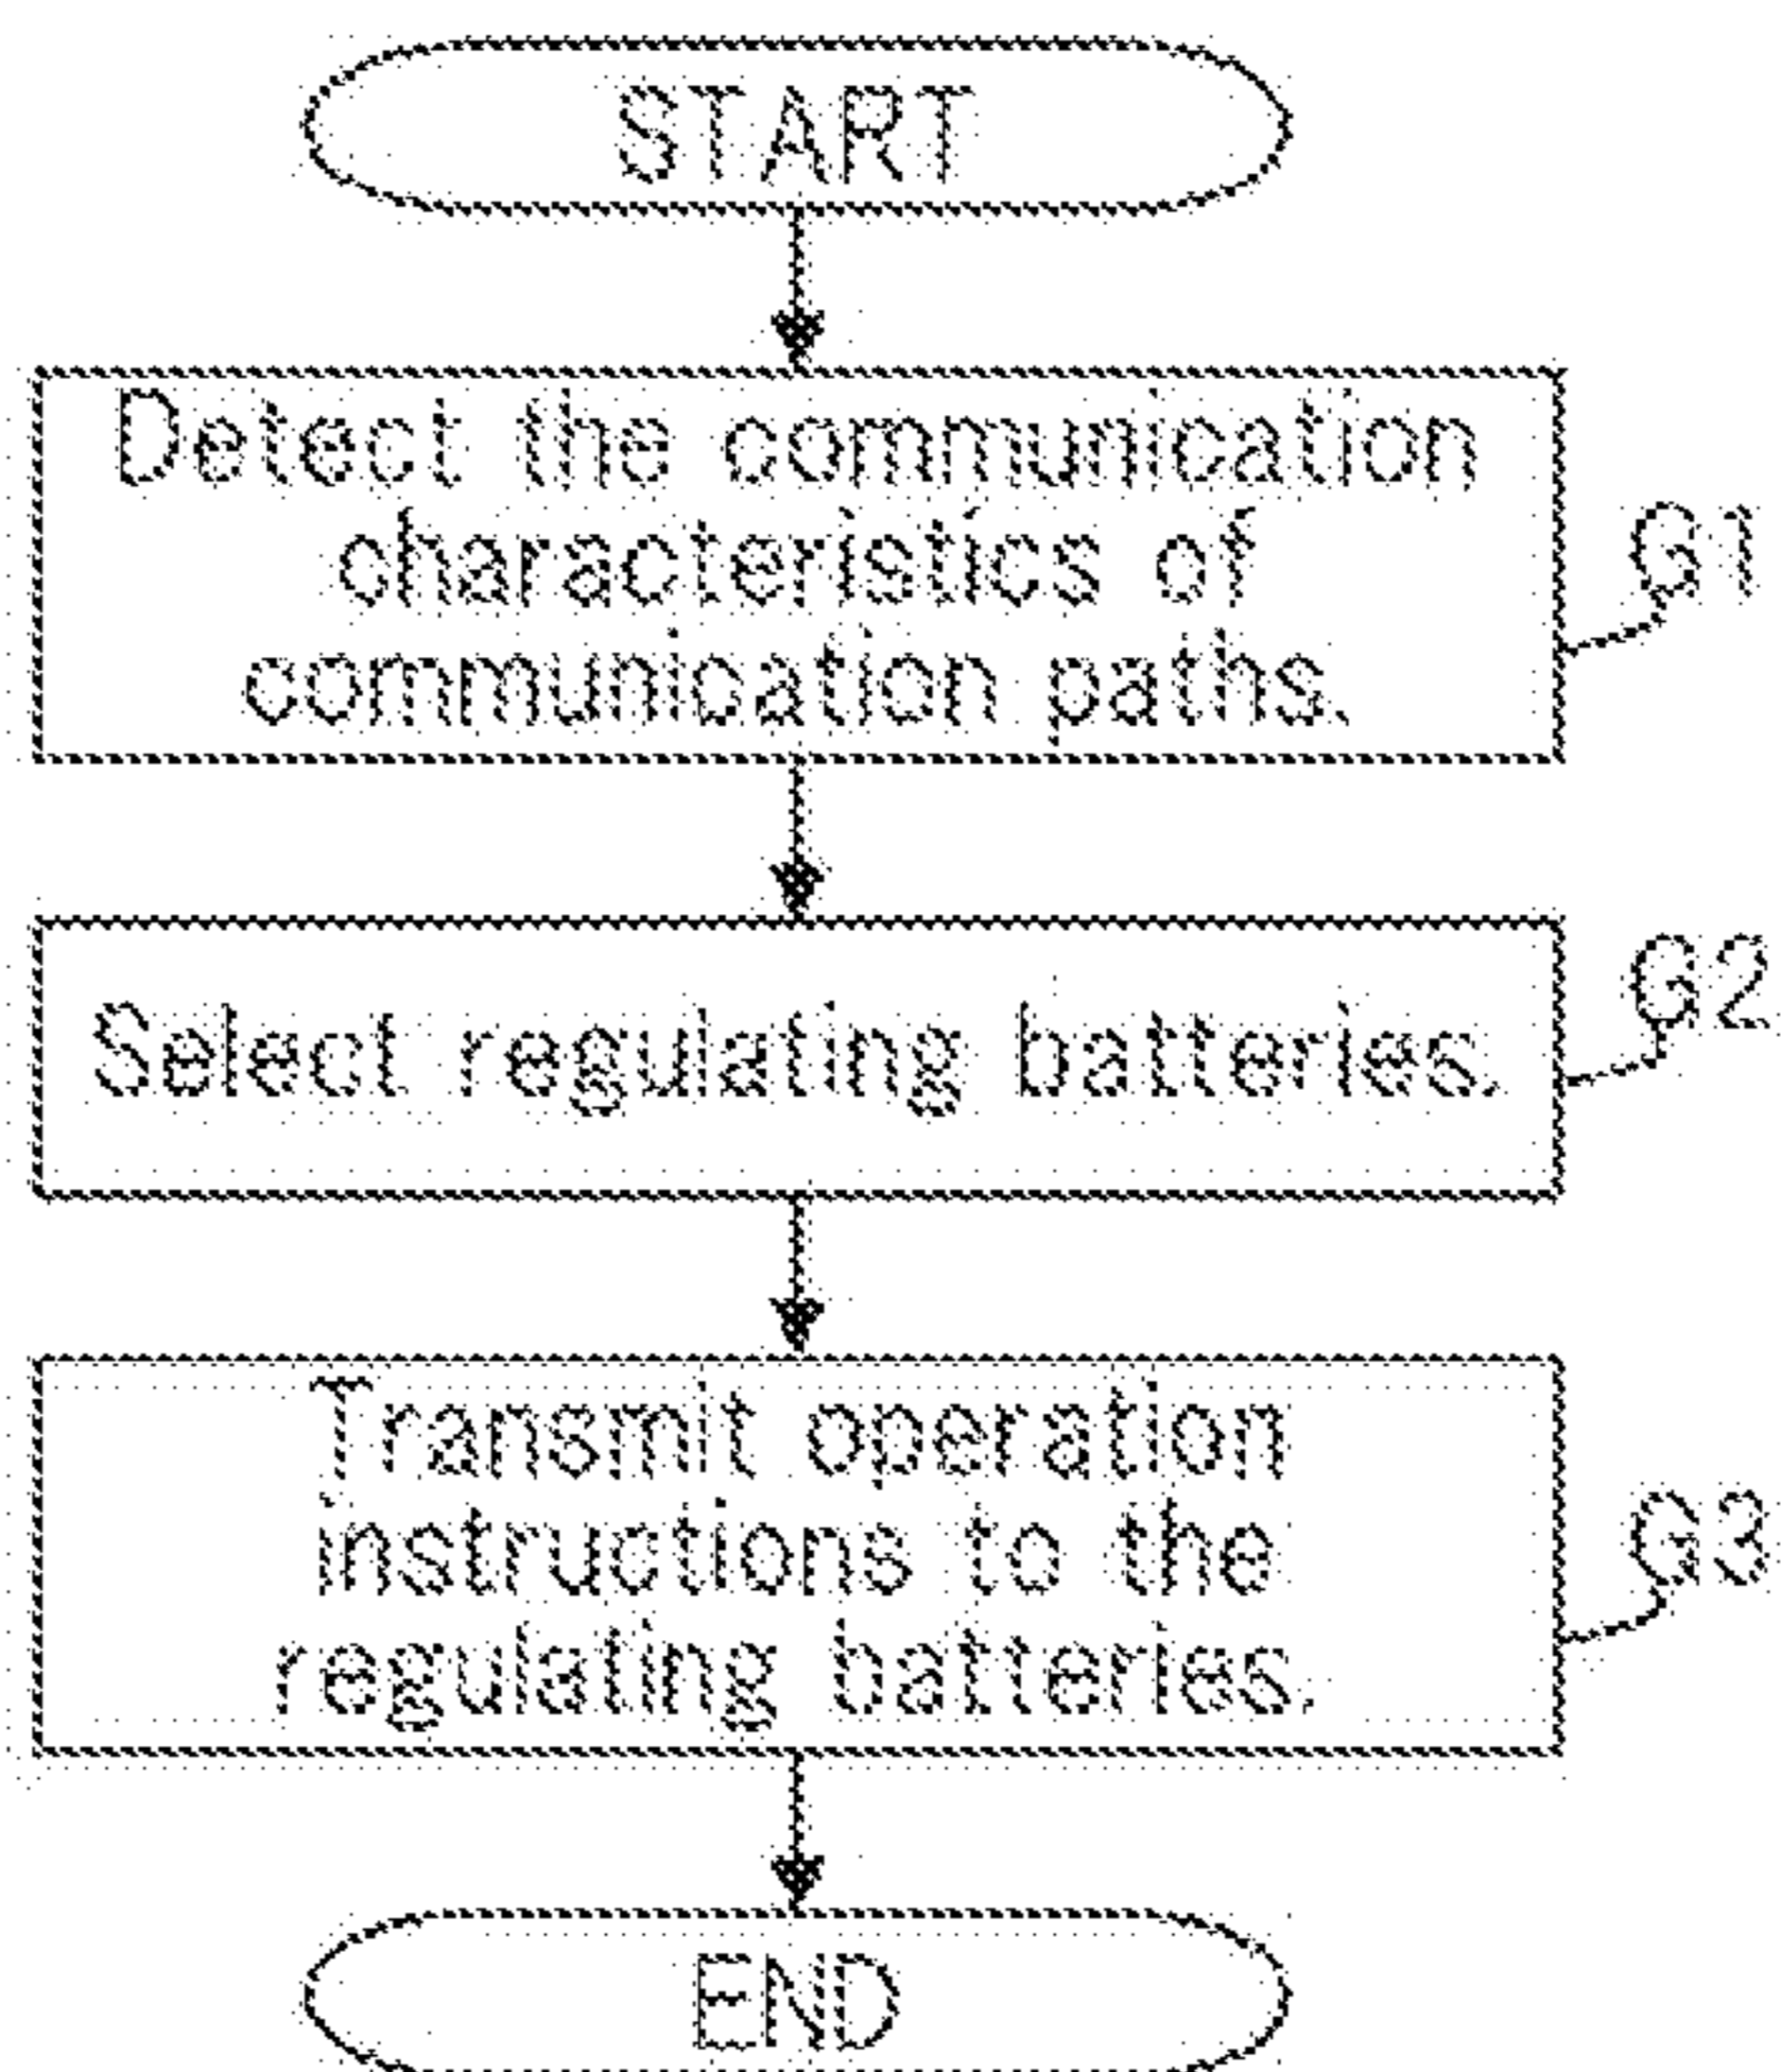 START
Detect the communication
characteristics of
communication paths.
G1
Select regulating batteries.
G2
Transmit operation
instructions to the
regulating batteries.
G3
END